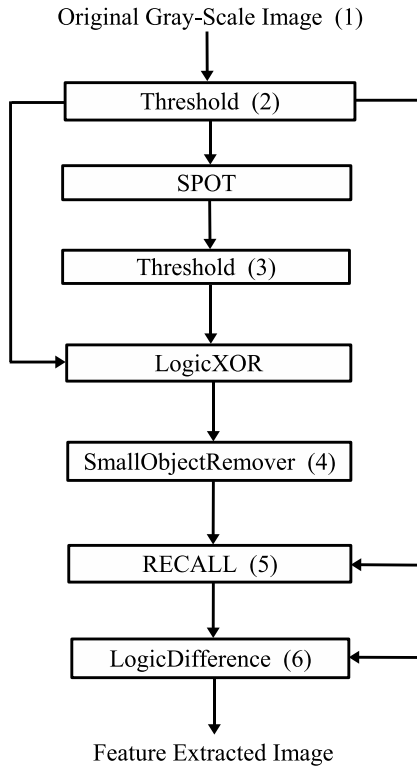 Original Gray-Scale Image (1)
Threshold (2)
SPOT
Threshold (3)
LogicXOR
SmallObjectRemover (4)
RECALL (5)
LogicDifference (6)
Feature Extracted Image